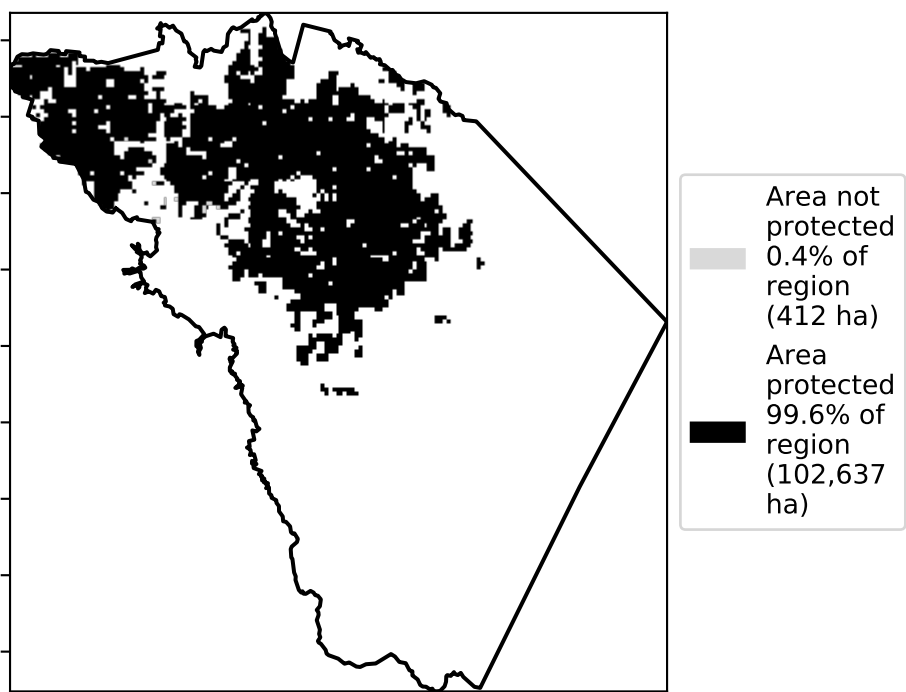 Area not
protected
0.4% of
region
(412 ha)
Area
protected
99.6% of
region
(102,637
ha)